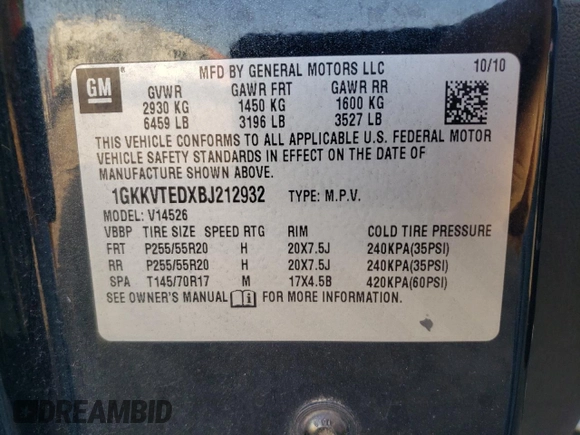 MFD BY GENERAL MOTORS LLC 10/10
GM
GVWR GAWR FRT GAWR RR
2930 KG 1450 KG 1600 KG
6459 LB 3196 LB 3527 LB
THIS VEHICLE CONFORMS TO ALL APPLICABLE U.S. FEDERAL MOTOR
VEHICLE SAFETY STANDARDS IN EFFECT ON THE DATE OF
MANUFACTURE SHOWN ABOVE.
1GKKVTEDXBJ212932 TYPE: M.P.V.
MODEL: V14526
VBBP TIRE SIZE SPEED RTG RIM COLD TIRE PRESSURE
FRT P255/55R20 H 20X7.5J 240KPA(35PSI)
RR P255/55R20 H 20X7.5J 240KPA(35PSI)
SPA T145/70R17 M 17X4.5B 420KPA(60PSI)
SEE OWNER'S MANUAL FOR MORE INFORMATION.
DREAMBID